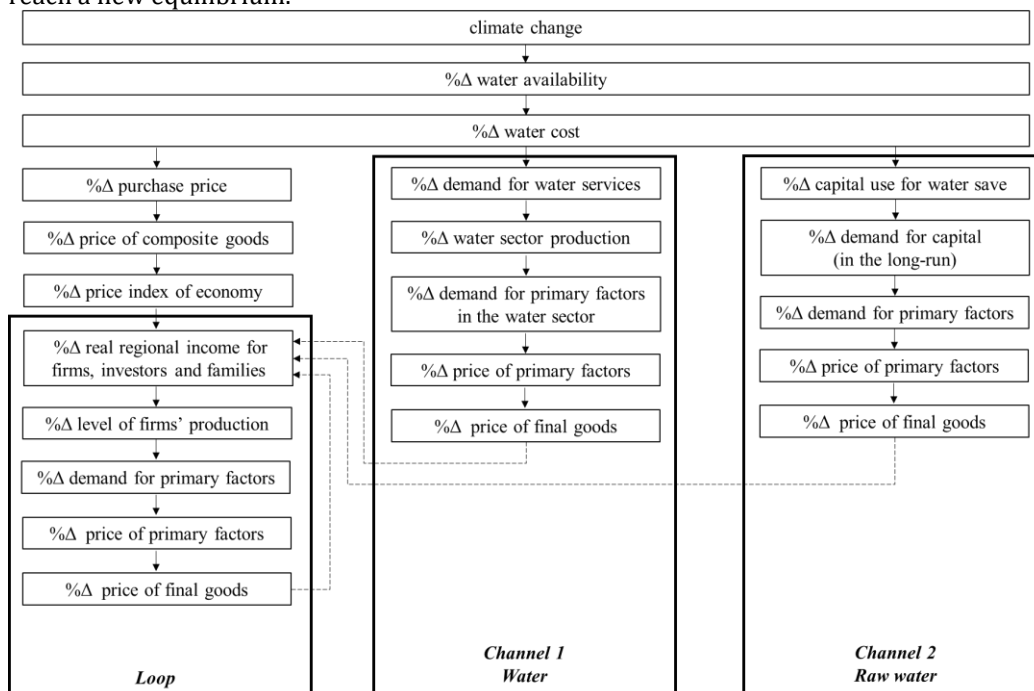 reach a new equilibrium.
climate change
%Δ water availability
%Δ water cost
%Δ purchase price
%Δ price of composite goods
%Δ price index of economy
%Δ real regional income for
firms, investors and families
%Δ level of firms’ production
%Δ demand for primary factors
%Δ price of primary factors
%Δ price of final goods
Loop
%Δ demand for water services
%Δ water sector production
%Δ demand for primary factors
in the water sector
%Δ price of primary factors
%Δ price of final goods
Channel 1
Water
%Δ capital use for water save
%Δ demand for capital
(in the long-run)
%Δ demand for primary factors
%Δ price of primary factors
%Δ price of final goods
Channel 2
Raw water